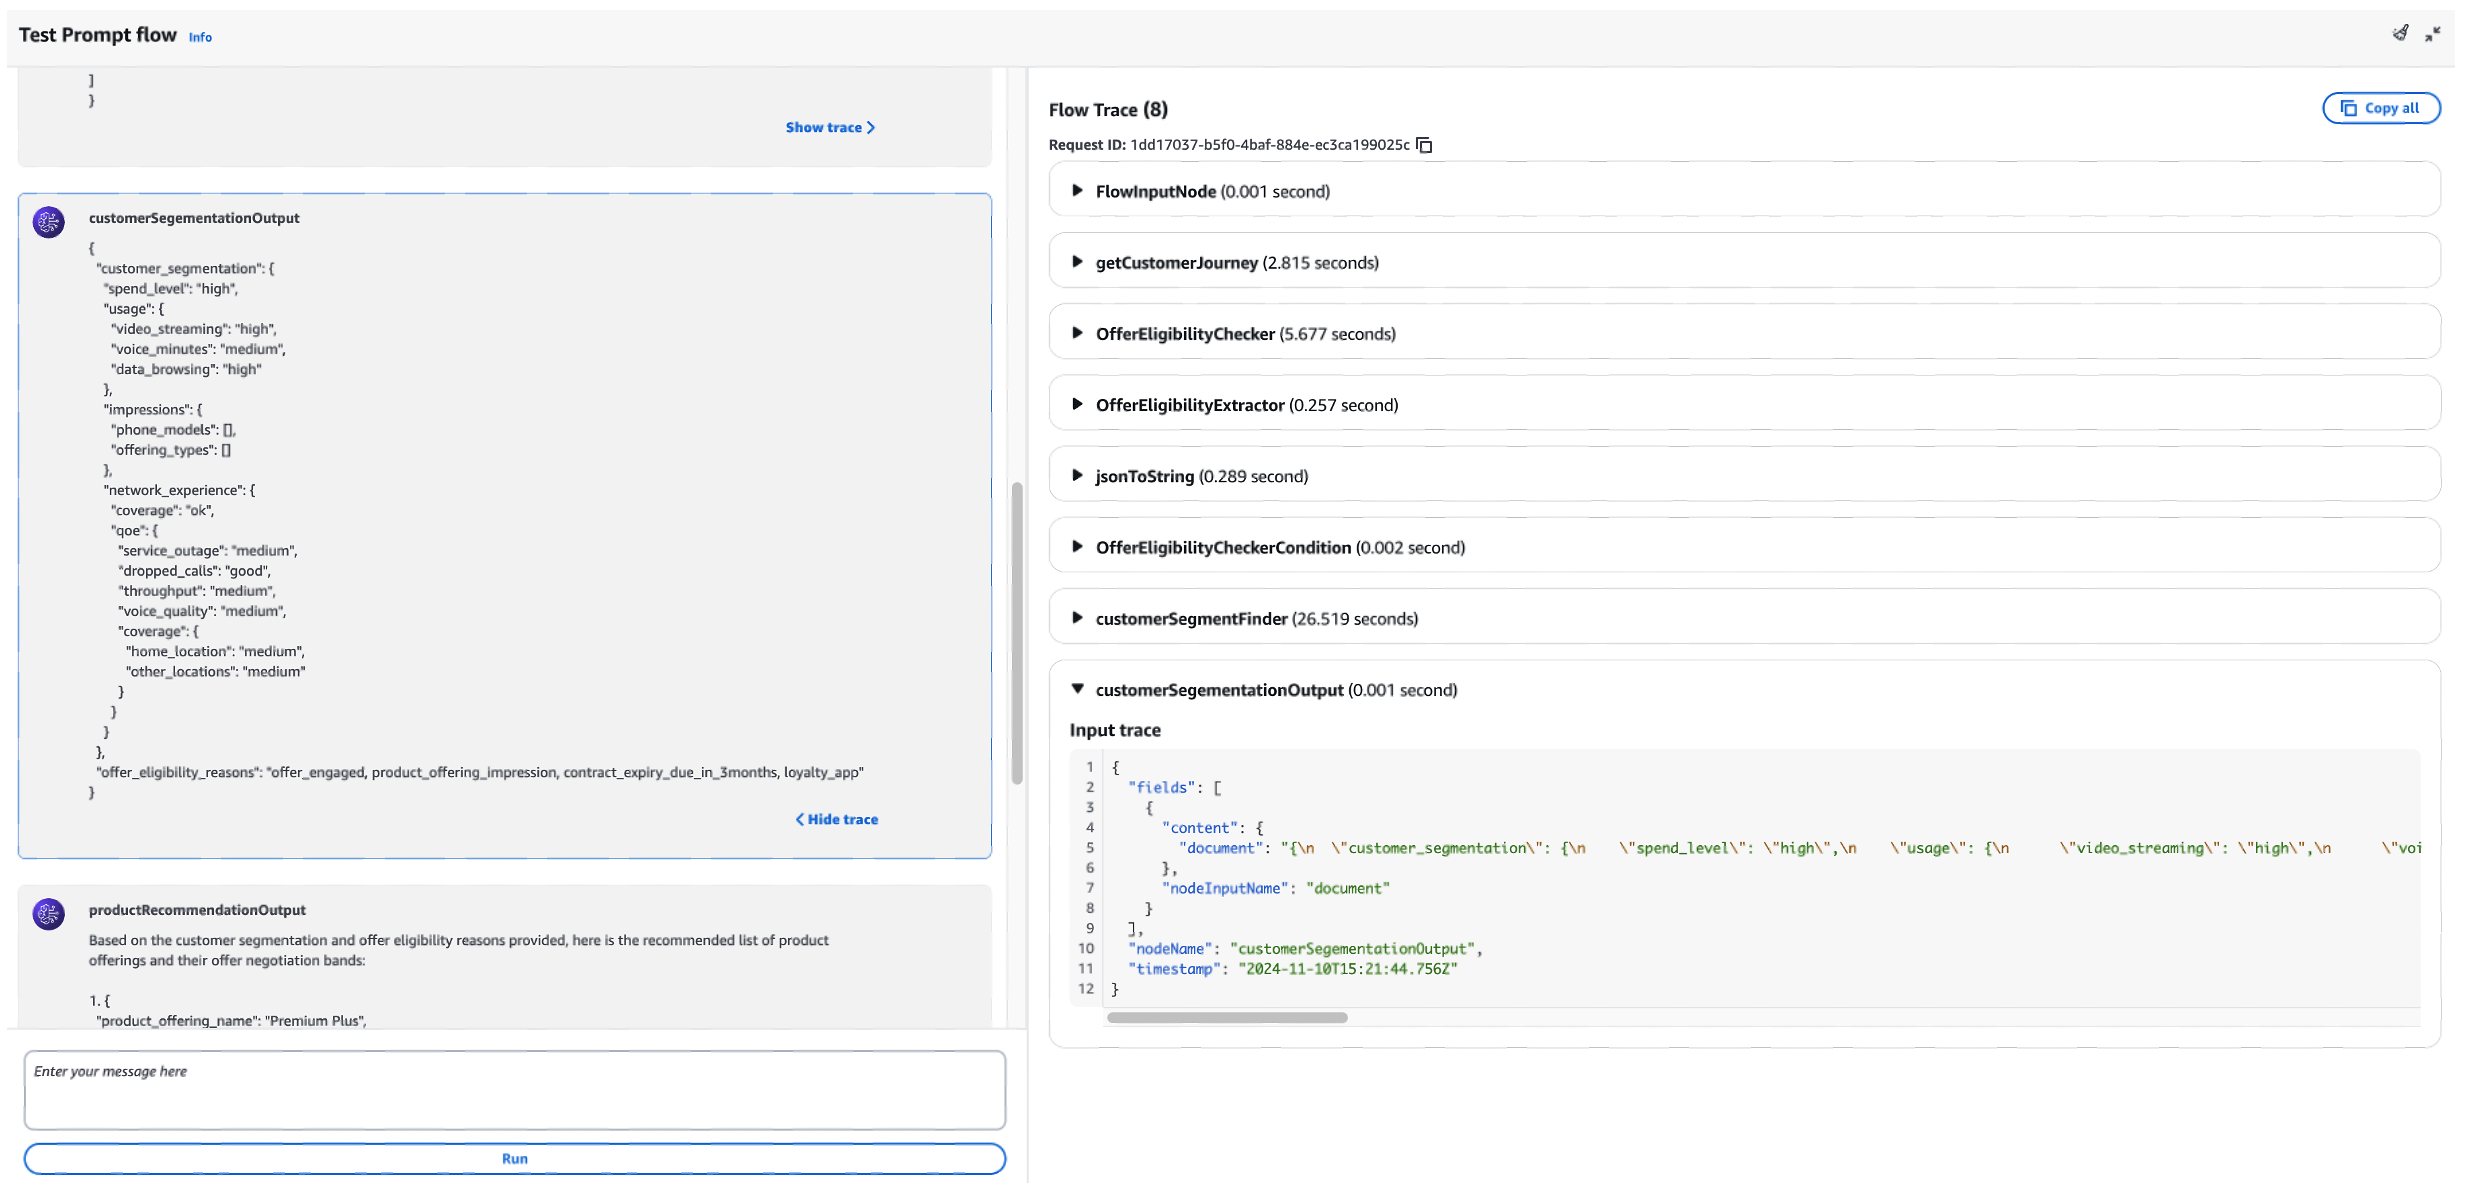 Test Prompt flow Info
]
}
Show trace
customerSegementationOutput
{
"customer_segmentation": {
"spend_level": "high",
"usage": {
"video_streaming": "high",
"voice_minutes": "medium",
"data_browsing": "high"
},
"impressions": {
"phone_models": [],
"offering_types": []
},
"network_experience": {
"coverage": "ok",
"qoe": {
"service_outage": "medium",
"dropped_calls": "good",
"throughput": "medium",
"voice_quality": "medium",
"coverage": {
"home_location": "medium",
"other_locations": "medium"
}
}
}
},
"offer_eligibility_reasons": "offer_engaged, product_offering_impression, contract_expiry_due_in_3months, loyalty_app"
}
Hide trace
productRecommendationOutput
Based on the customer segmentation and offer eligibility reasons provided, here is the recommended list of product
offerings and their offer negotiation bands:
1. {
"product_offering_name": "Premium Plus",
Enter your message here
Run
Flow Trace (8)
Copy all
Request ID: 1dd17037-b5f0-4baf-884e-ec3ca199025c
FlowInputNode (0.001 second)
getCustomerJourney (2.815 seconds)
OfferEligibilityChecker (5.677 seconds)
OfferEligibilityExtractor (0.257 second)
jsonToString (0.289 second)
OfferEligibilityCheckerCondition (0.002 second)
customerSegmentFinder (26.519 seconds)
customerSegementationOutput (0.001 second)
Input trace
1 {
2 "fields": [
3 {
4 "content": {
5 "document": "{\n \"customer_segmentation\": {\n \"spend_level\": \"high\",\n \"usage\": {\n \"video_streaming\": \"high\",\n \"voi
6 },
7 "nodeInputName": "document"
8 }
9 ],
10 "nodeName": "customerSegementationOutput",
11 "timestamp": "2024-11-10T15:21:44.756Z"
12 }